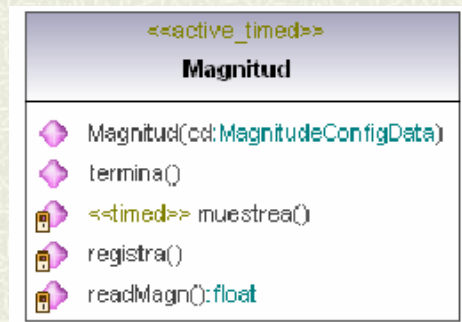 <<active_timed>>
Magnitud
Magnitud(cd:MagnitudeConfigData)
termina()
<<timed>> muestrea()
registra()
readMagn():float